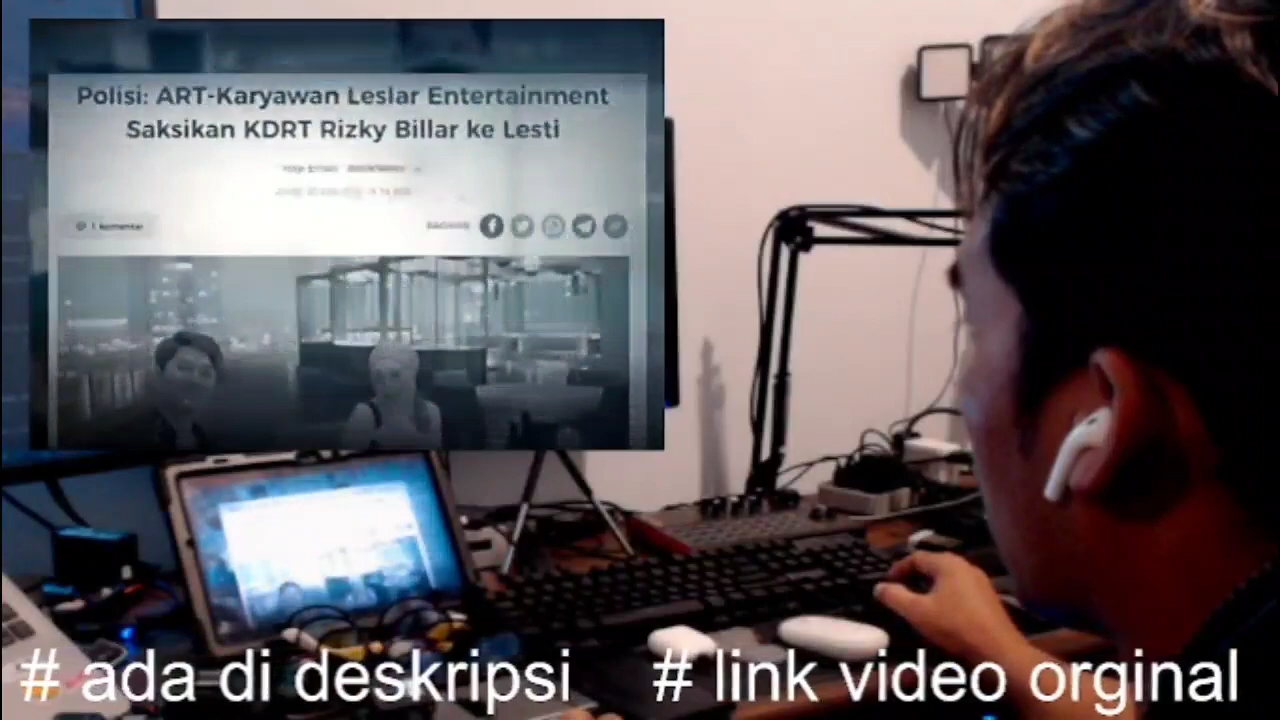 Polisi: ART-Karyawan Leslar Entertainment
Saksikan KDRT Rizky Billar ke Lesti
1 komentar
BAGIKAN
# ada di deskripsi # link video orginal